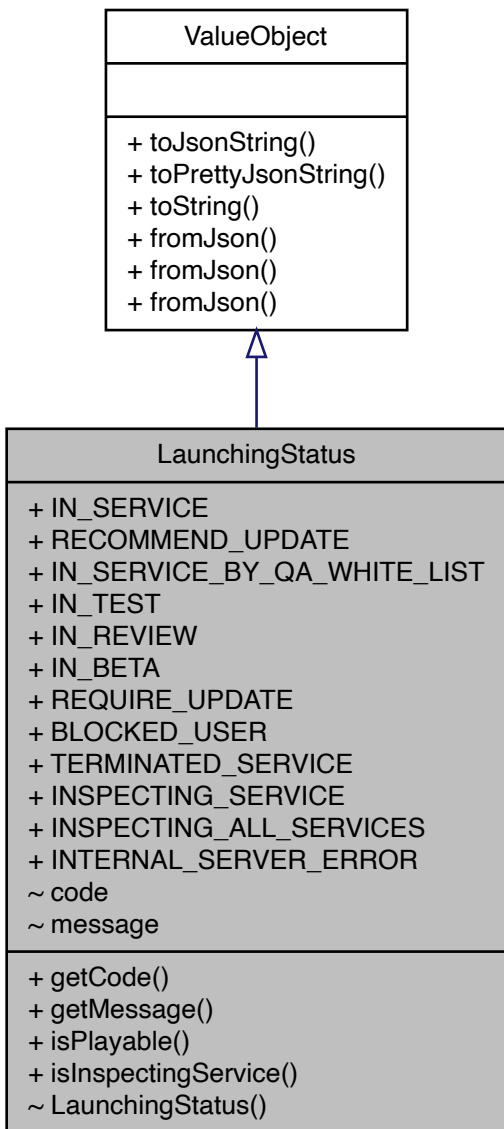 ValueObject
+ toJsonString()
+ toPrettyJsonString()
+ toString()
+ fromJson()
+ fromJson()
+ fromJson()
LaunchingStatus
+ IN_SERVICE
+ RECOMMEND_UPDATE
+ IN_SERVICE_BY_QA_WHITE_LIST
+ IN_TEST
+ IN_REVIEW
+ IN_BETA
+ REQUIRE_UPDATE
+ BLOCKED_USER
+ TERMINATED_SERVICE
+ INSPECTING_SERVICE
+ INSPECTING_ALL_SERVICES
+ INTERNAL_SERVER_ERROR
~ code
~ message
+ getCode()
+ getMessage()
+ isPlayable()
+ isInspectingService()
~ LaunchingStatus()